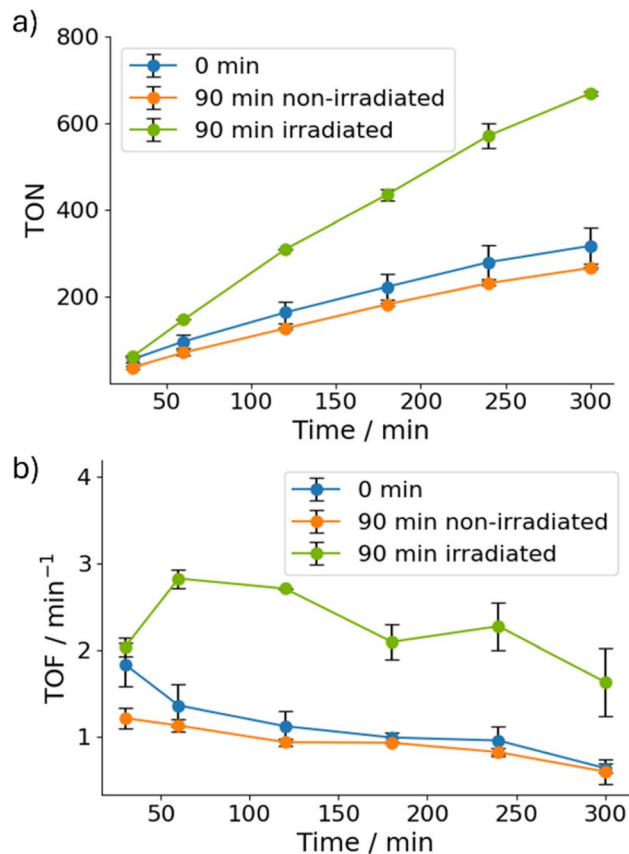 a)
800
600
400
200
TON
0 min
90 min non-irradiated
90 min irradiated
50 100 150 200 250 300
Time / min
b)
4
3
2
1
TOF / min⁻¹
0 min
90 min non-irradiated
90 min irradiated
50 100 150 200 250 300
Time / min